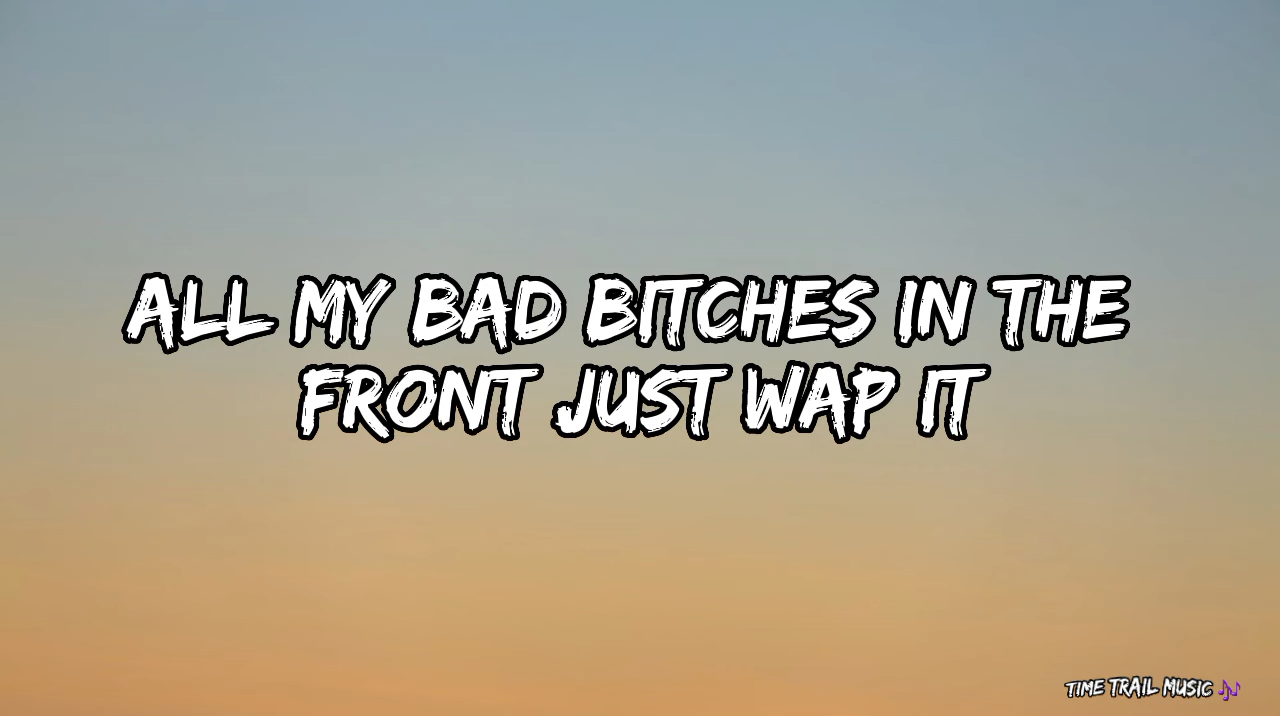 ALL MY BAD BITCHES IN THE
FRONT JUST WAP IT
TIME TRAIL MUSIC 🎶